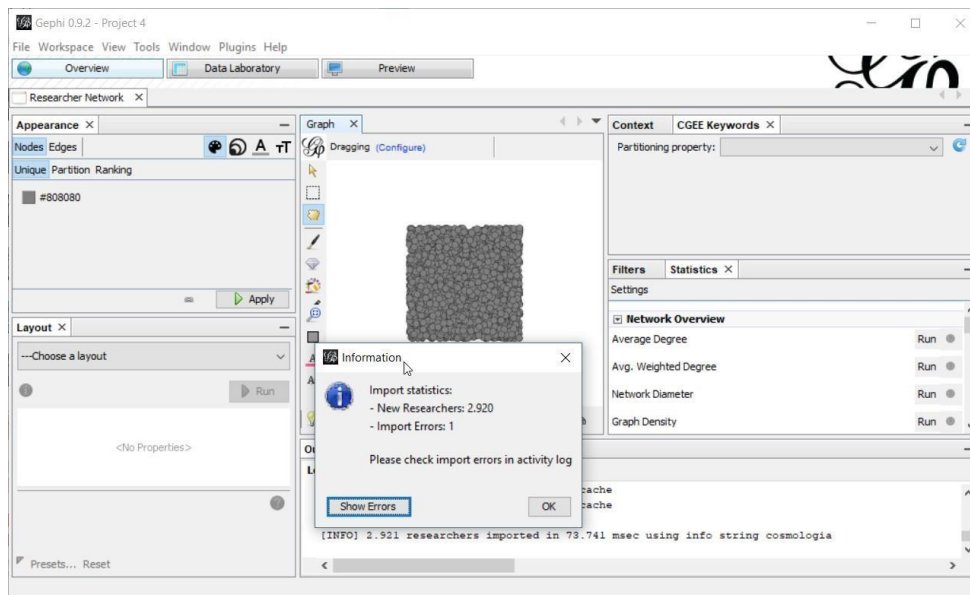 Gephi 0.9.2 - Project 4
File Workspace View Tools Window Plugins Help
Overview Data Laboratory Preview
Researcher Network
Appearance
Nodes Edges
Unique Partition Ranking
#808080
Apply
Layout
---Choose a layout
Run
<No Properties>
Presets... Reset
Graph
Dragging (Configure)
Context CGEE Keywords
Partitioning property:
Filters Statistics
Settings
Network Overview
Average Degree Run
Avg. Weighted Degree Run
Network Diameter Run
Graph Density Run
Information
Import statistics:
- New Researchers: 2.920
- Import Errors: 1
Please check import errors in activity log
Show Errors OK
cache
cache
[INFO] 2.921 researchers imported in 73.741 msec using info string cosmologia